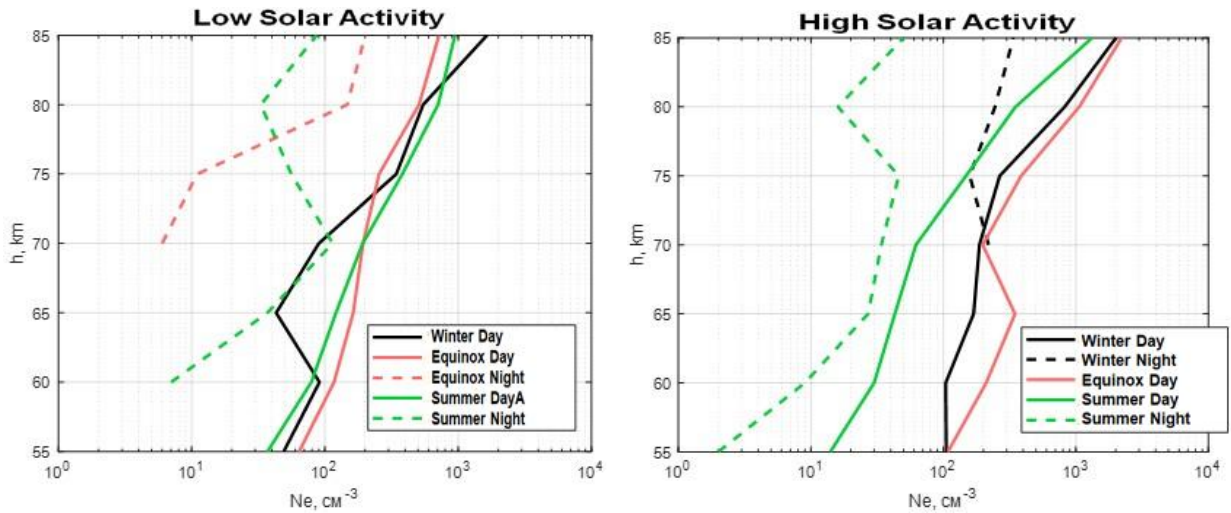 Low Solar Activity
85
80
75
70
65
60
55
h, km
10^0
10^1
10^2
10^3
10^4
Ne, см^-3
Winter Day
Equinox Day
Equinox Night
Summer DayA
Summer Night
High Solar Activity
85
80
75
70
65
60
55
h, km
10^0
10^1
10^2
10^3
10^4
Ne, см^-3
Winter Day
Winter Night
Equinox Day
Summer Day
Summer Night